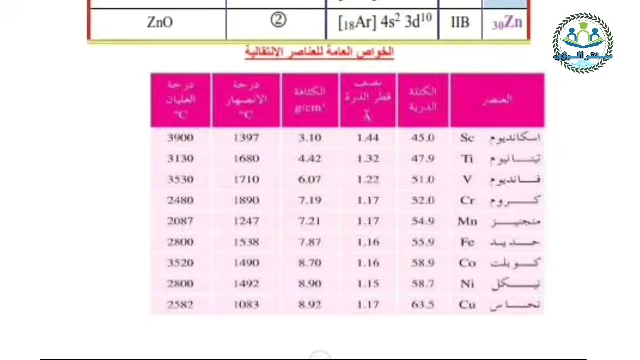 ₃₀Zn IIB [₁₈Ar] 4s² 3d¹⁰ ② ZnO
الخواص العامة للعناصر الانتقالية
العنصر الكتلة الذرية نصف قطر الذرة Å الكثافة g/cm³ درجة الانصهار °C درجة الغليان °C
اسكانديوم Sc 45.0 1.44 3.10 1397 3900
تيتانيوم Ti 47.9 1.32 4.42 1680 3130
فانديوم V 51.0 1.22 6.07 1710 3530
كروم Cr 52.0 1.17 7.19 1890 2480
منجنيز Mn 54.9 1.17 7.21 1247 2087
حديد Fe 55.9 1.16 7.87 1538 2800
كوبلت Co 58.9 1.16 8.70 1490 3520
نيكل Ni 58.7 1.15 8.90 1492 2800
نحاس Cu 63.5 1.17 8.92 1083 2582